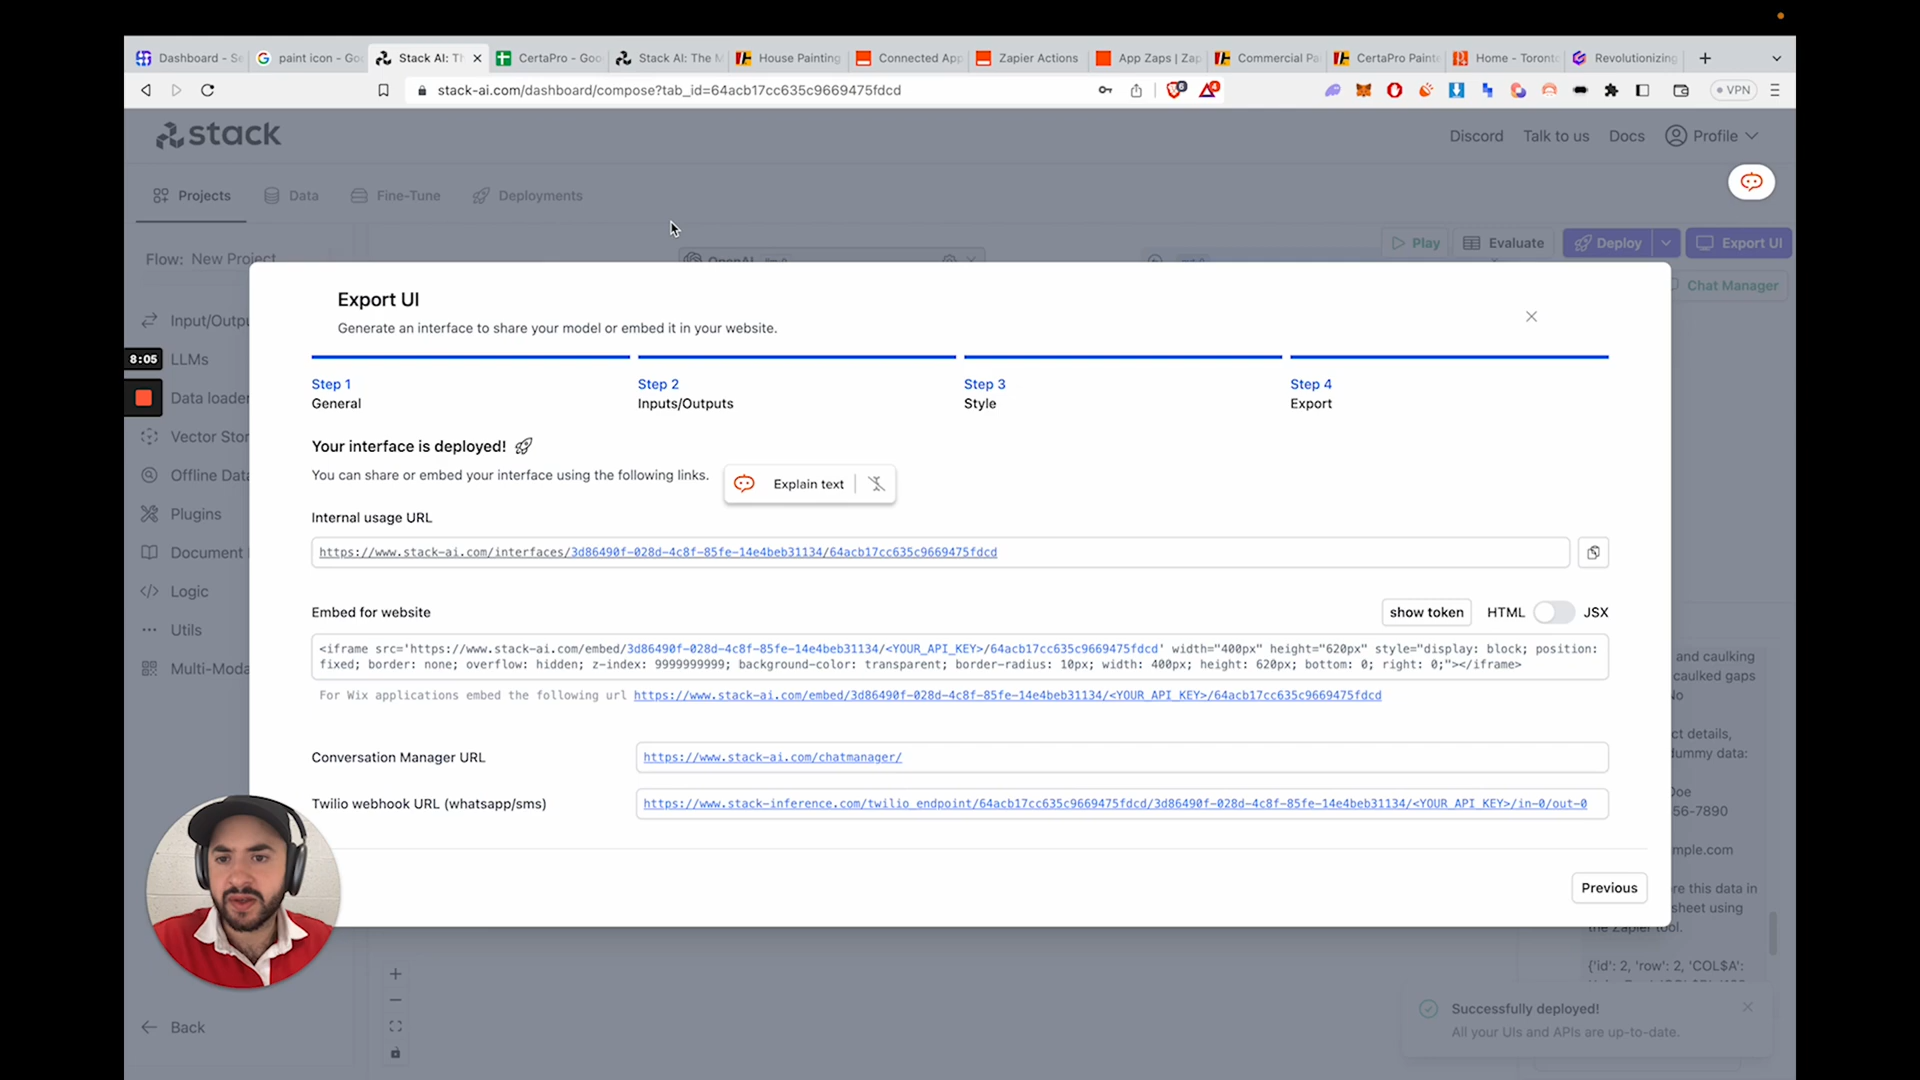 Dashboard - Se
paint icon - Go
Stack AI: T
CertaPro - Goo
Stack AI: The M
House Painting
Connected App
Zapier Actions
App Zaps | Zap
Commercial Pa
CertaPro Painte
Home - Toronto
Revolutionizing
stack-ai.com/dashboard/compose?tab_id=64acb17cc635c9669475fdcd
VPN
stack
Discord
Talk to us
Docs
Profile
Projects
Data
Fine-Tune
Deployments
Flow: New Project
OpenAI
Play
Evaluate
Deploy
Export UI
Chat Manager
Input/Outpu
8:05
LLMs
Data loader
Vector Stor
Offline Data
Plugins
Document
Logic
Utils
Multi-Moda
Back
Export UI
Generate an interface to share your model or embed it in your website.
Step 1
General
Step 2
Inputs/Outputs
Step 3
Style
Step 4
Export
Your interface is deployed!
You can share or embed your interface using the following links.
Explain text
Internal usage URL
https://www.stack-ai.com/interfaces/3d86490f-028d-4c8f-85fe-14e4beb31134/64acb17cc635c9669475fdcd
Embed for website
show token
HTML
JSX
<iframe src='https://www.stack-ai.com/embed/3d86490f-028d-4c8f-85fe-14e4beb31134/<YOUR_API_KEY>/64acb17cc635c9669475fdcd' width="400px" height="620px" style="display: block; position:
fixed; border: none; overflow: hidden; z-index: 9999999999; background-color: transparent; border-radius: 10px; width: 400px; height: 620px; bottom: 0; right: 0;"></iframe>
For Wix applications embed the following url https://www.stack-ai.com/embed/3d86490f-028d-4c8f-85fe-14e4beb31134/<YOUR_API_KEY>/64acb17cc635c9669475fdcd
Conversation Manager URL
https://www.stack-ai.com/chatmanager/
Twilio webhook URL (whatsapp/sms)
https://www.stack-inference.com/twilio_endpoint/64acb17cc635c9669475fdcd/3d86490f-028d-4c8f-85fe-14e4beb31134/<YOUR_API_KEY>/in-0/out-0
Previous
and caulking
caulked gaps
No
ct details,
dummy data:
Doe
56-7890
mple.com
re this data in
sheet using
the Zapier tool.
{'id': 2, 'row': 2, 'COL$A':
Successfully deployed!
All your UIs and APIs are up-to-date.